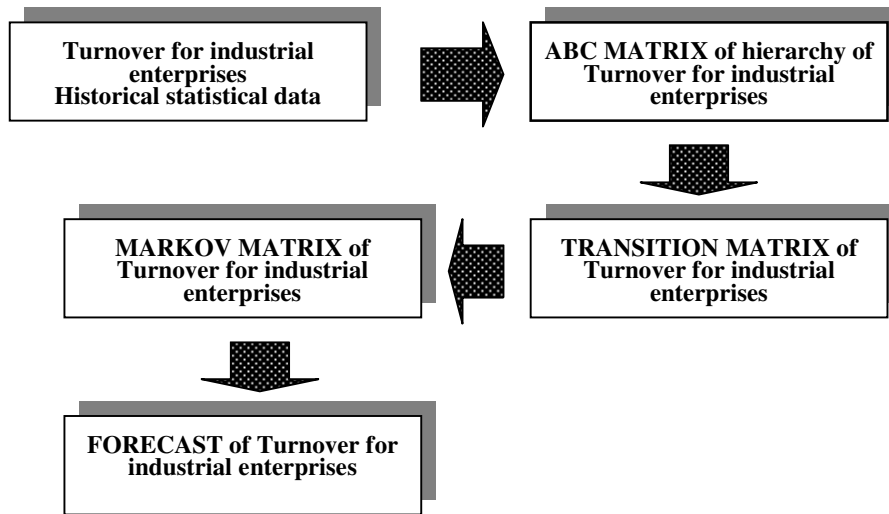 Turnover for industrial
enterprises
Historical statistical data
ABC MATRIX of hierarchy of
Turnover for industrial
enterprises
TRANSITION MATRIX of
Turnover for industrial
enterprises
MARKOV MATRIX of
Turnover for industrial
enterprises
FORECAST of Turnover for
industrial enterprises